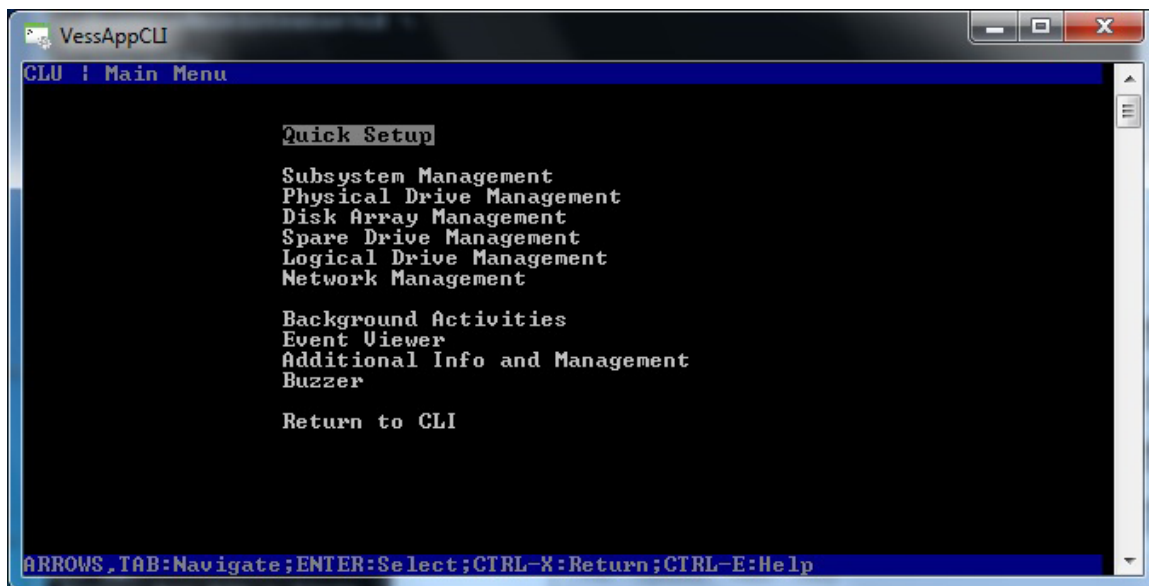 VessAppCLI
CLU | Main Menu
Quick Setup
Subsystem Management
Physical Drive Management
Disk Array Management
Spare Drive Management
Logical Drive Management
Network Management
Background Activities
Event Viewer
Additional Info and Management
Buzzer
Return to CLI
ARROWS,TAB:Navigate;ENTER:Select;CTRL-X:Return;CTRL-E:Help